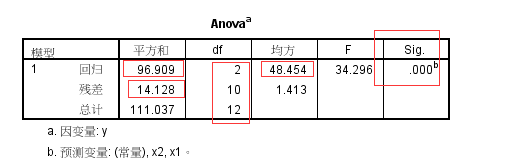 Anovaa
模型 平方和 df 均方 F Sig.
1 回归 96.909 2 48.454 34.296 .000b
残差 14.128 10 1.413
总计 111.037 12
a. 因变量: y
b. 预测变量: (常量), x2, x1。